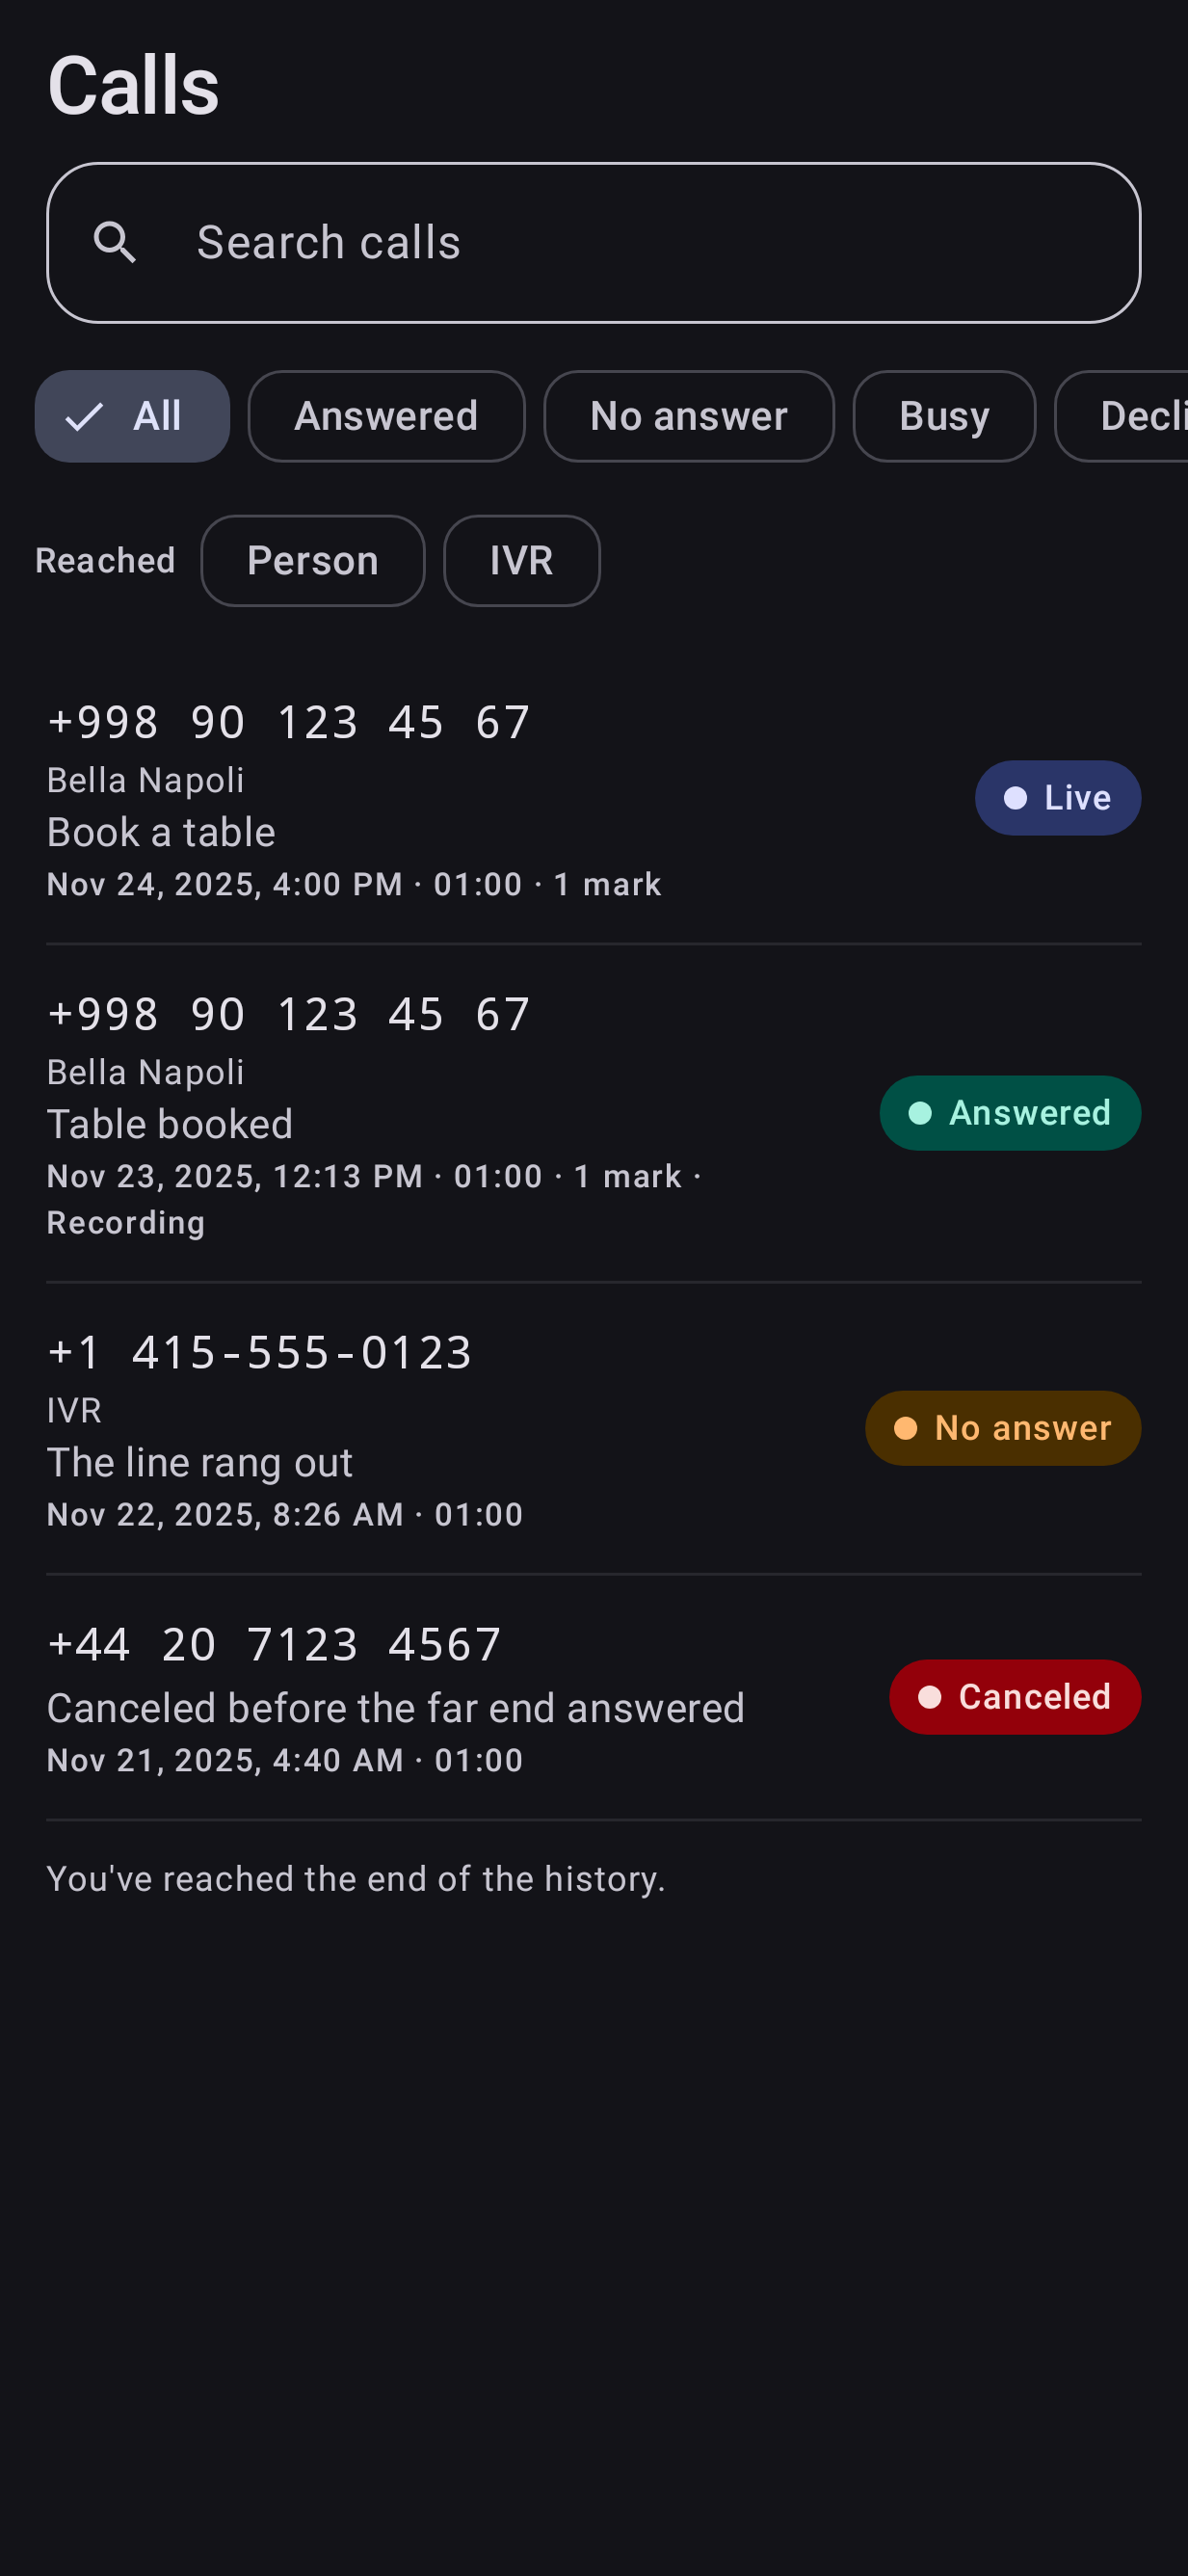 Calls
Search calls
All
Answered
No answer
Busy
Decli
Reached
Person
IVR
+998 90 123 45 67
Bella Napoli
Book a table
Nov 24, 2025, 4:00 PM · 01:00 · 1 mark
Live
+998 90 123 45 67
Bella Napoli
Table booked
Nov 23, 2025, 12:13 PM · 01:00 · 1 mark ·
Recording
Answered
+1 415-555-0123
IVR
The line rang out
Nov 22, 2025, 8:26 AM · 01:00
No answer
+44 20 7123 4567
Canceled before the far end answered
Nov 21, 2025, 4:40 AM · 01:00
Canceled
You've reached the end of the history.